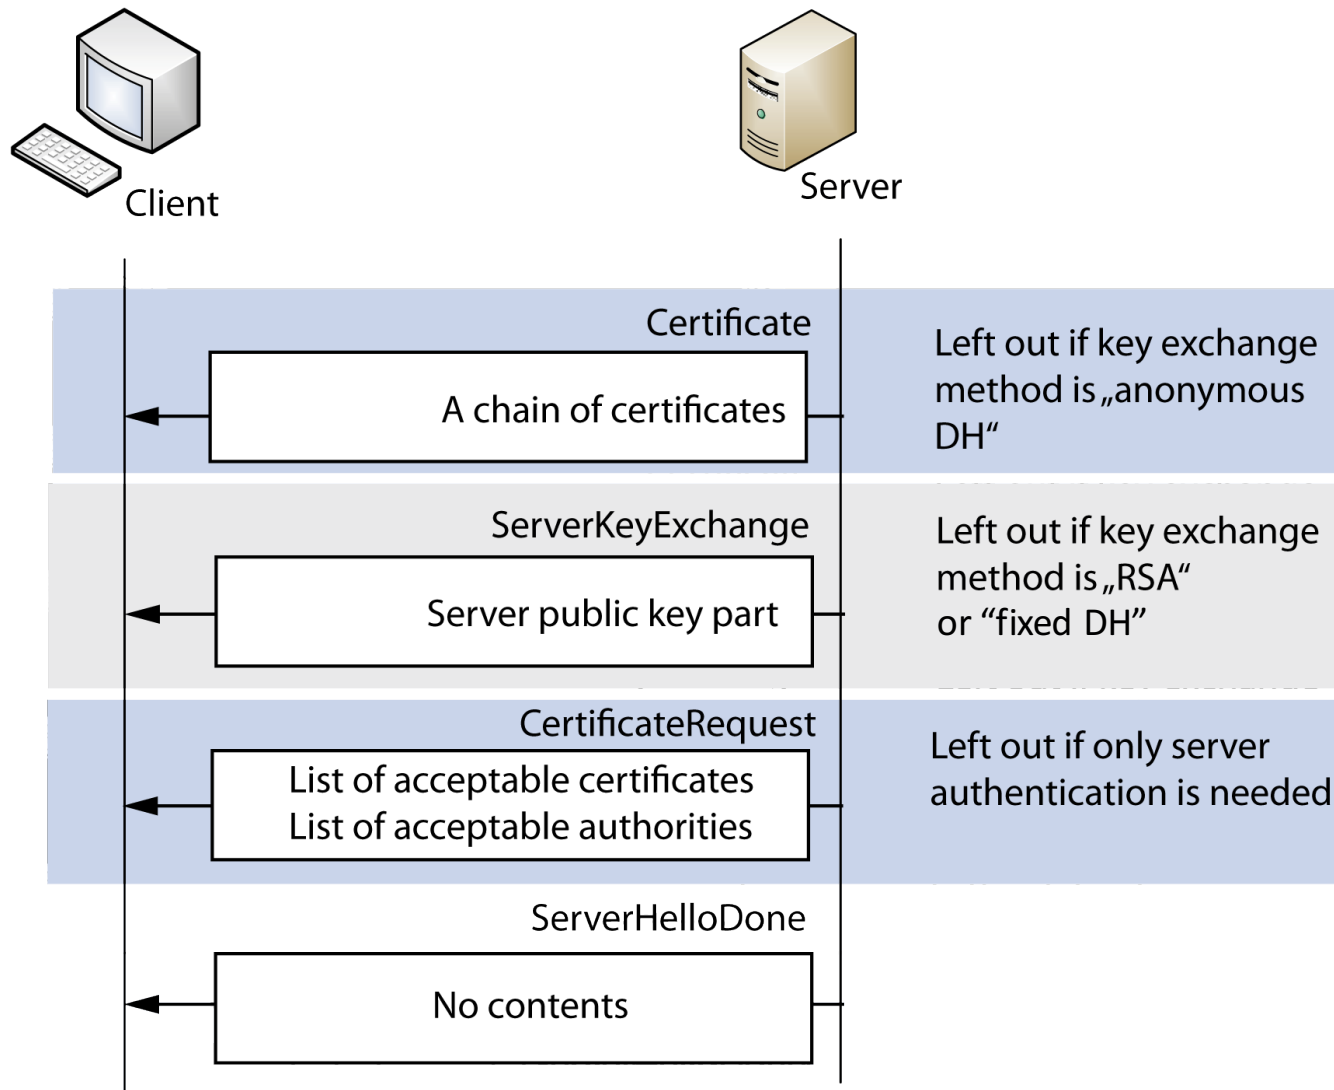 Client
Server
Certificate
A chain of certificates
Left out if key exchange
method is „anonymous
DH“
ServerKeyExchange
Server public key part
Left out if key exchange
method is „RSA“
or “fixed DH”
CertificateRequest
List of acceptable certificates
List of acceptable authorities
Left out if only server
authentication is needed
ServerHelloDone
No contents